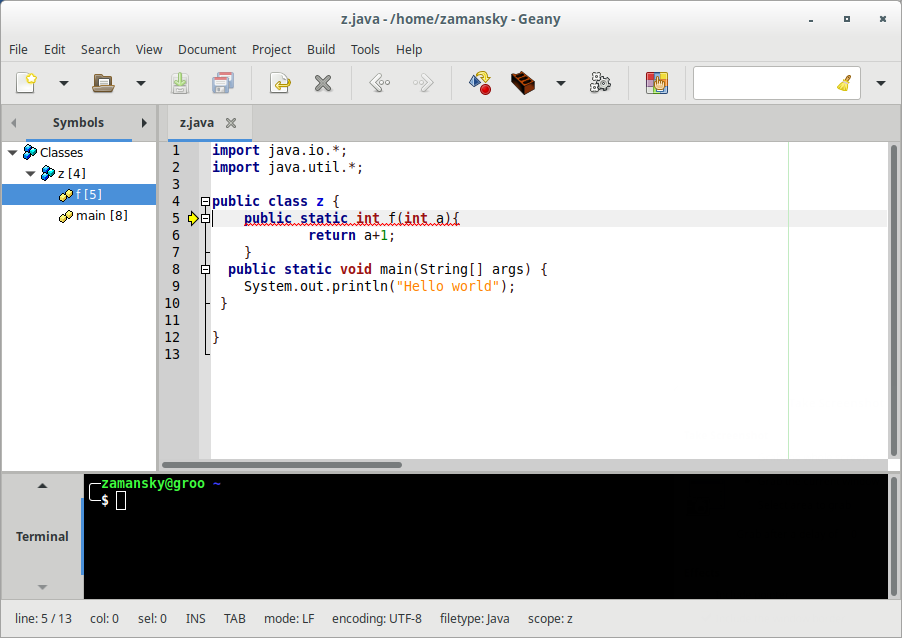 z.java - /home/zamansky - Geany
File Edit Search View Document Project Build Tools Help
Symbols
z.java
Classes
z [4]
f [5]
main [8]
1 import java.io.*;
2 import java.util.*;
3
4 public class z {
5 public static int f(int a){
6 return a+1;
7 }
8 public static void main(String[] args) {
9 System.out.println("Hello world");
10 }
11
12 }
13
Terminal
zamansky@groo ~
$
line: 5 / 13 col: 0 sel: 0 INS TAB mode: LF encoding: UTF-8 filetype: Java scope: z